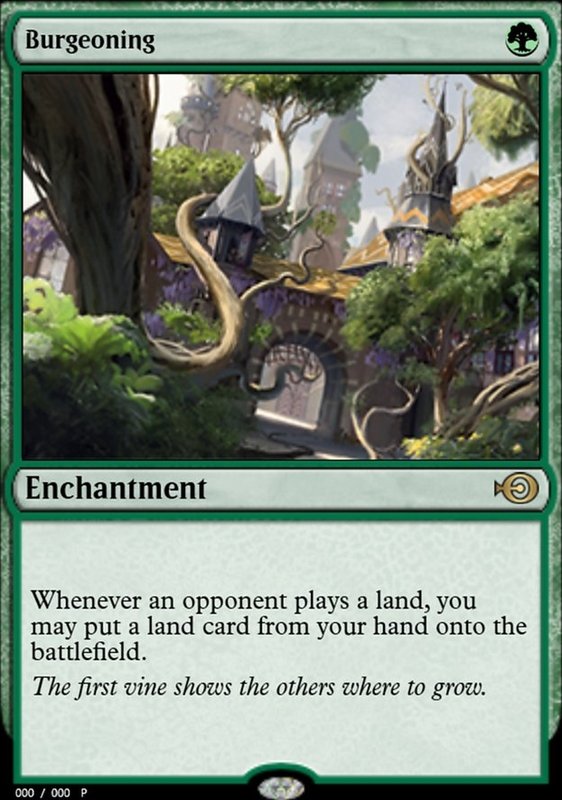 Burgeoning
Enchantment
Whenever an opponent plays a land, you
may put a land card from your hand onto the
battlefield.
The first vine shows the others where to grow.
000 / 000 P